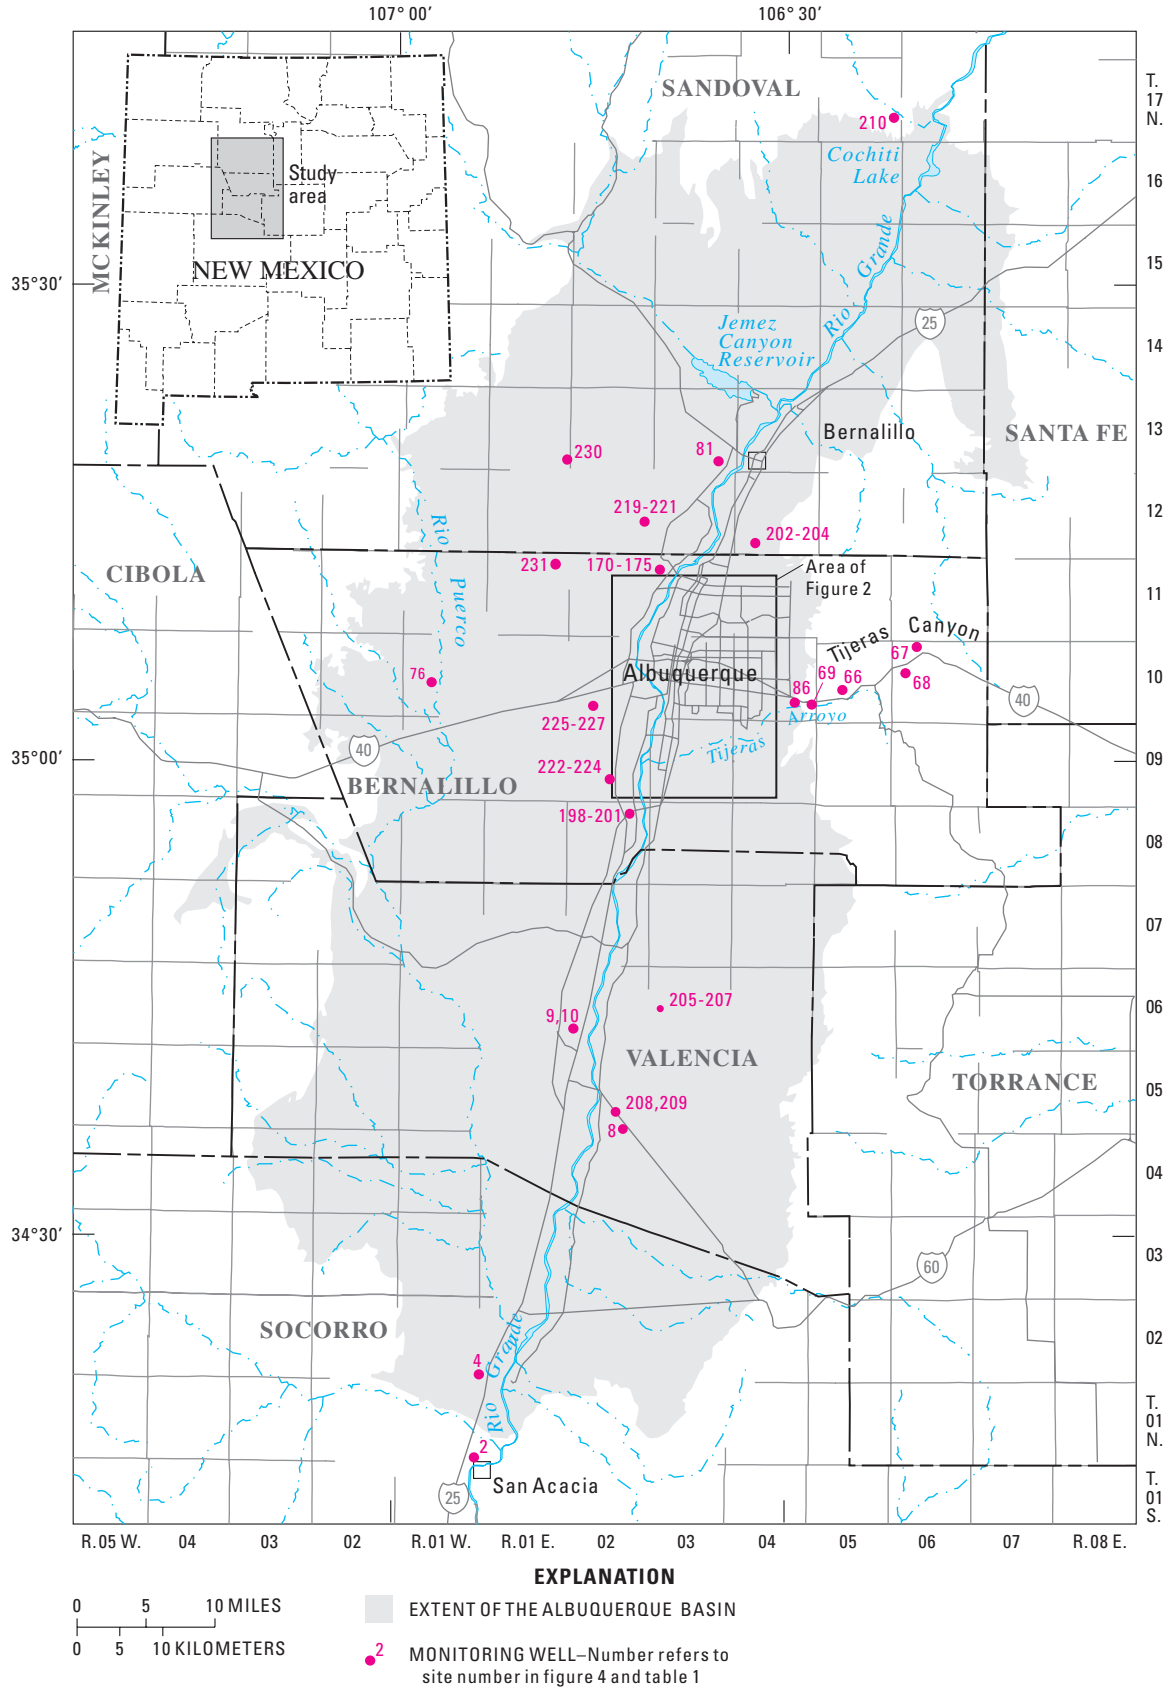 107° 00′
106° 30′
SANDOVAL
T.
17
N.
210
Cochiti
Lake
MCKINLEY
Study
area
16
Rio Grande
NEW MEXICO
15
35°30′
25
Jemez
Canyon
Reservoir
14
13
Bernalillo
SANTA FE
230
81
219-221
12
Rio Puerco
202-204
CIBOLA
231
170-175
Area of
Figure 2
11
Tijeras Canyon
67
76
Albuquerque
86
69
66
68
10
225-227
Tijeras Arroyo
40
40
35°00′
222-224
09
BERNALILLO
198-201
08
07
205-207
06
9,10
VALENCIA
TORRANCE
05
208,209
8
04
34°30′
03
60
SOCORRO
02
4
Rio Grande
T.
01
N.
2
San Acacia
25
T.
01
S.
R. 05 W.
04
03
02
R. 01 W.
R. 01 E.
02
03
04
05
06
07
R. 08 E.
EXPLANATION
0 5 10 MILES
0 5 10 KILOMETERS
EXTENT OF THE ALBUQUERQUE BASIN
2
MONITORING WELL–Number refers to
site number in figure 4 and table 1